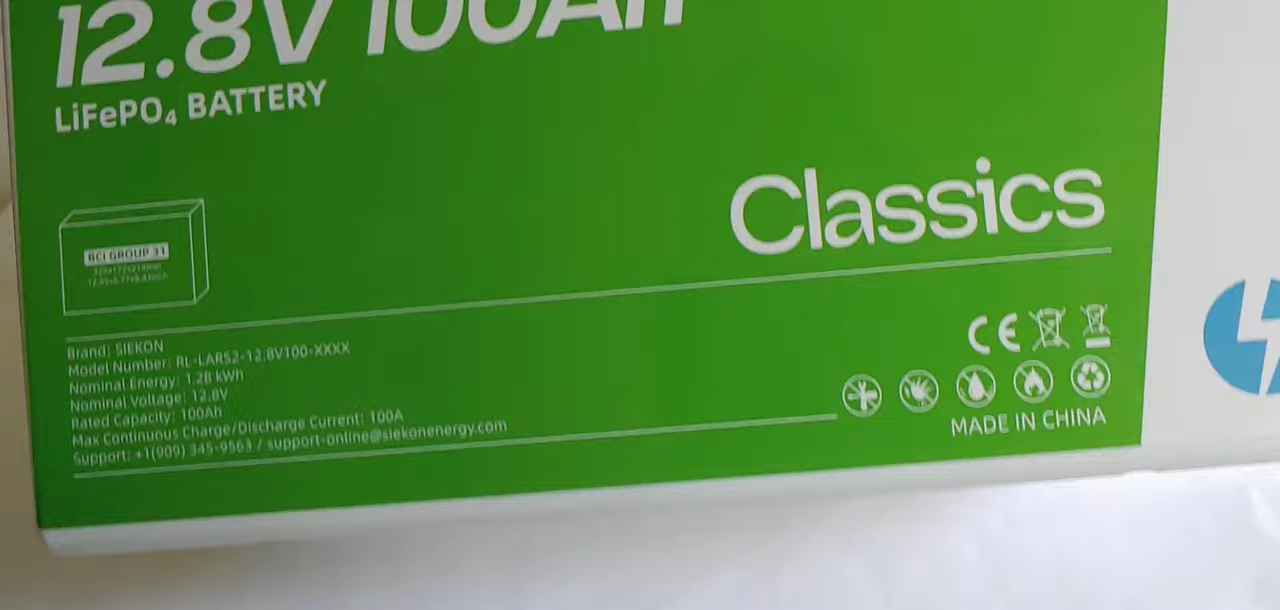 12.8V 100Ah
LiFePO₄ BATTERY
Classics
BCI GROUP 31
Brand: SIEKON
Model Number: RL-LARS2-12.8V100-XXXX
Nominal Energy: 1.28 kWh
Nominal Voltage: 12.8V
Rated Capacity: 100Ah
Max Continuous Charge/Discharge Current: 100A
Support: +1(909) 345-9563 / support-online@siekonenergy.com
CE
MADE IN CHINA